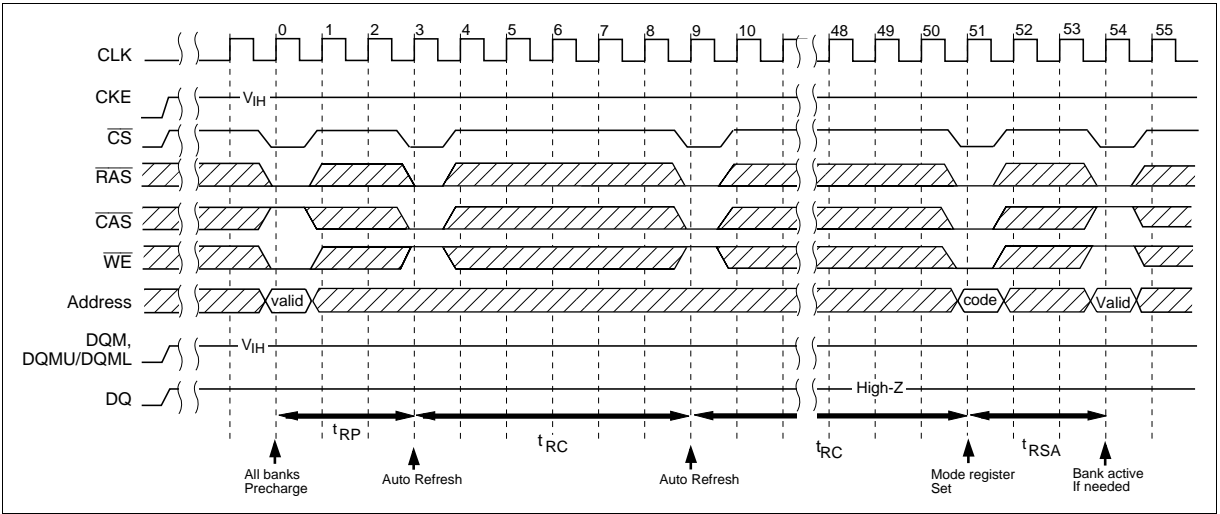 0 1 2 3 4 5 6 7 8 9 10 48 49 50 51 52 53 54 55
CLK
CKE
VIH
CS
RAS
CAS
WE
Address
valid
code
Valid
DQM,
DQMU/DQML
VIH
DQ
High-Z
tRP
tRC
tRC
tRSA
All banks
Precharge
Auto Refresh
Auto Refresh
Mode register
Set
Bank active
If needed